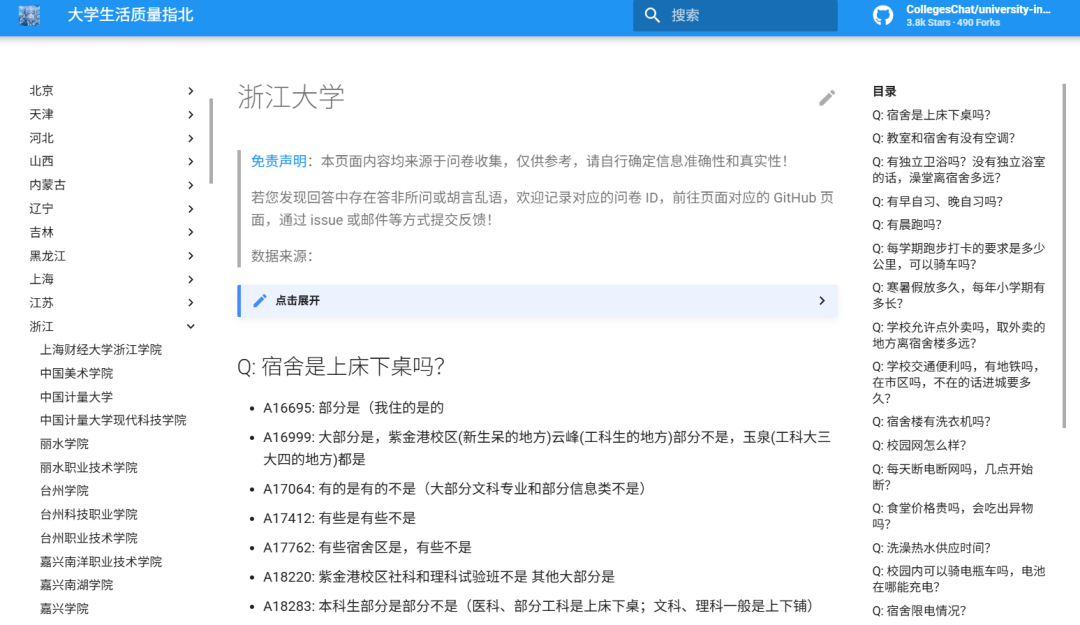 大学生活质量指北
搜索
CollegesChat/university-in...
3.8k Stars · 490 Forks
北京
天津
河北
山西
内蒙古
辽宁
吉林
黑龙江
上海
江苏
浙江
上海财经大学浙江学院
中国美术学院
中国计量大学
中国计量大学现代科技学院
丽水学院
丽水职业技术学院
台州学院
台州科技职业学院
台州职业技术学院
嘉兴南洋职业技术学院
嘉兴南湖学院
嘉兴学院
浙江大学
免责声明：本页面内容均来源于问卷收集，仅供参考，请自行确定信息准确性和真实性！
若您发现回答中存在答非所问或胡言乱语，欢迎记录对应的问卷 ID，前往页面对应的 GitHub 页
面，通过 issue 或邮件等方式提交反馈！
数据来源：
点击展开
Q: 宿舍是上床下桌吗？
A16695: 部分是（我住的是的
A16999: 大部分是，紫金港校区(新生呆的地方)云峰(工科生的地方)部分不是，玉泉(工科大三
大四的地方)都是
A17064: 有的是有的不是（大部分文科专业和部分信息类不是）
A17412: 有些是有些不是
A17762: 有些宿舍区是，有些不是
A18220: 紫金港校区社科和理科试验班不是 其他大部分是
A18283: 本科生部分是部分不是（医科、部分工科是上床下桌；文科、理科一般是上下铺）
目录
Q: 宿舍是上床下桌吗？
Q: 教室和宿舍有没有空调？
Q: 有独立卫浴吗？没有独立浴室
的话，澡堂离宿舍多远？
Q: 有早自习、晚自习吗？
Q: 有晨跑吗？
Q: 每学期跑步打卡的要求是多少
公里，可以骑车吗？
Q: 寒暑假放多久，每年小学期有
多长？
Q: 学校允许点外卖吗，取外卖的
地方离宿舍楼多远？
Q: 学校交通便利吗，有地铁吗，
在市区吗，不在的话进城要多
久？
Q: 宿舍楼有洗衣机吗？
Q: 校园网怎么样？
Q: 每天断电断网吗，几点开始
断？
Q: 食堂价格贵吗，会吃出异物
吗？
Q: 洗澡热水供应时间？
Q: 校园内可以骑电瓶车吗，电池
在哪能充电？
Q: 宿舍限电情况？